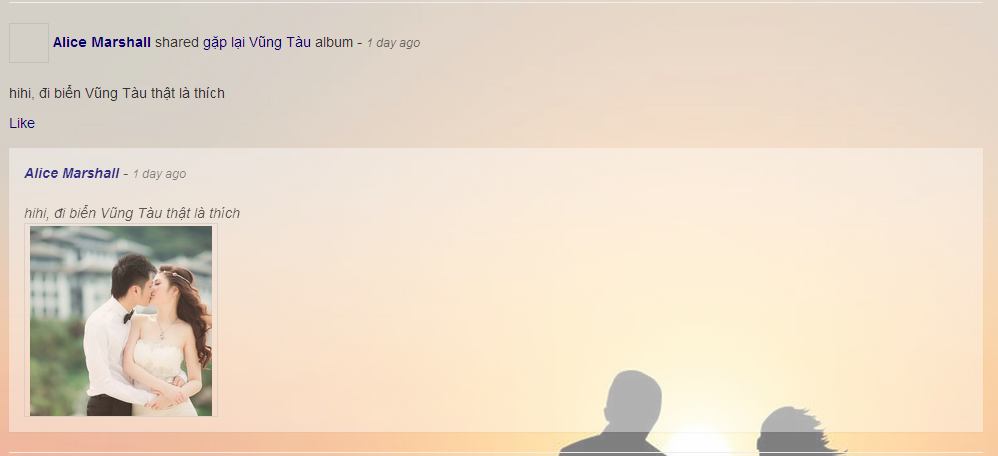 Alice Marshall shared gặp lại Vũng Tàu album - 1 day ago
hihi, đi biển Vũng Tàu thật là thích
Like
Alice Marshall - 1 day ago
hihi, đi biển Vũng Tàu thật là thích